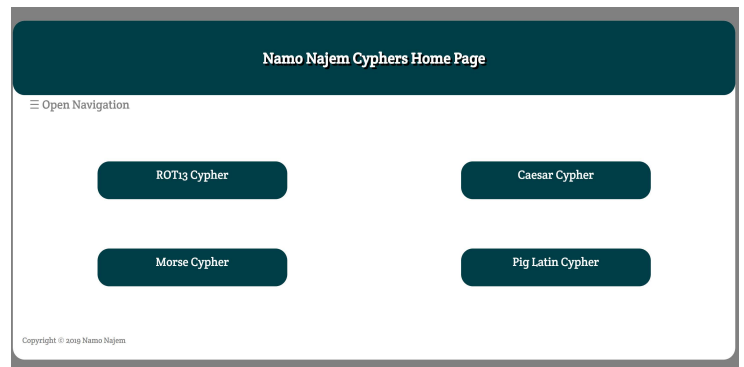 Namo Najem Cyphers Home Page
☰ Open Navigation
ROT13 Cypher
Caesar Cypher
Morse Cypher
Pig Latin Cypher
Copyright © 2019 Namo Najem